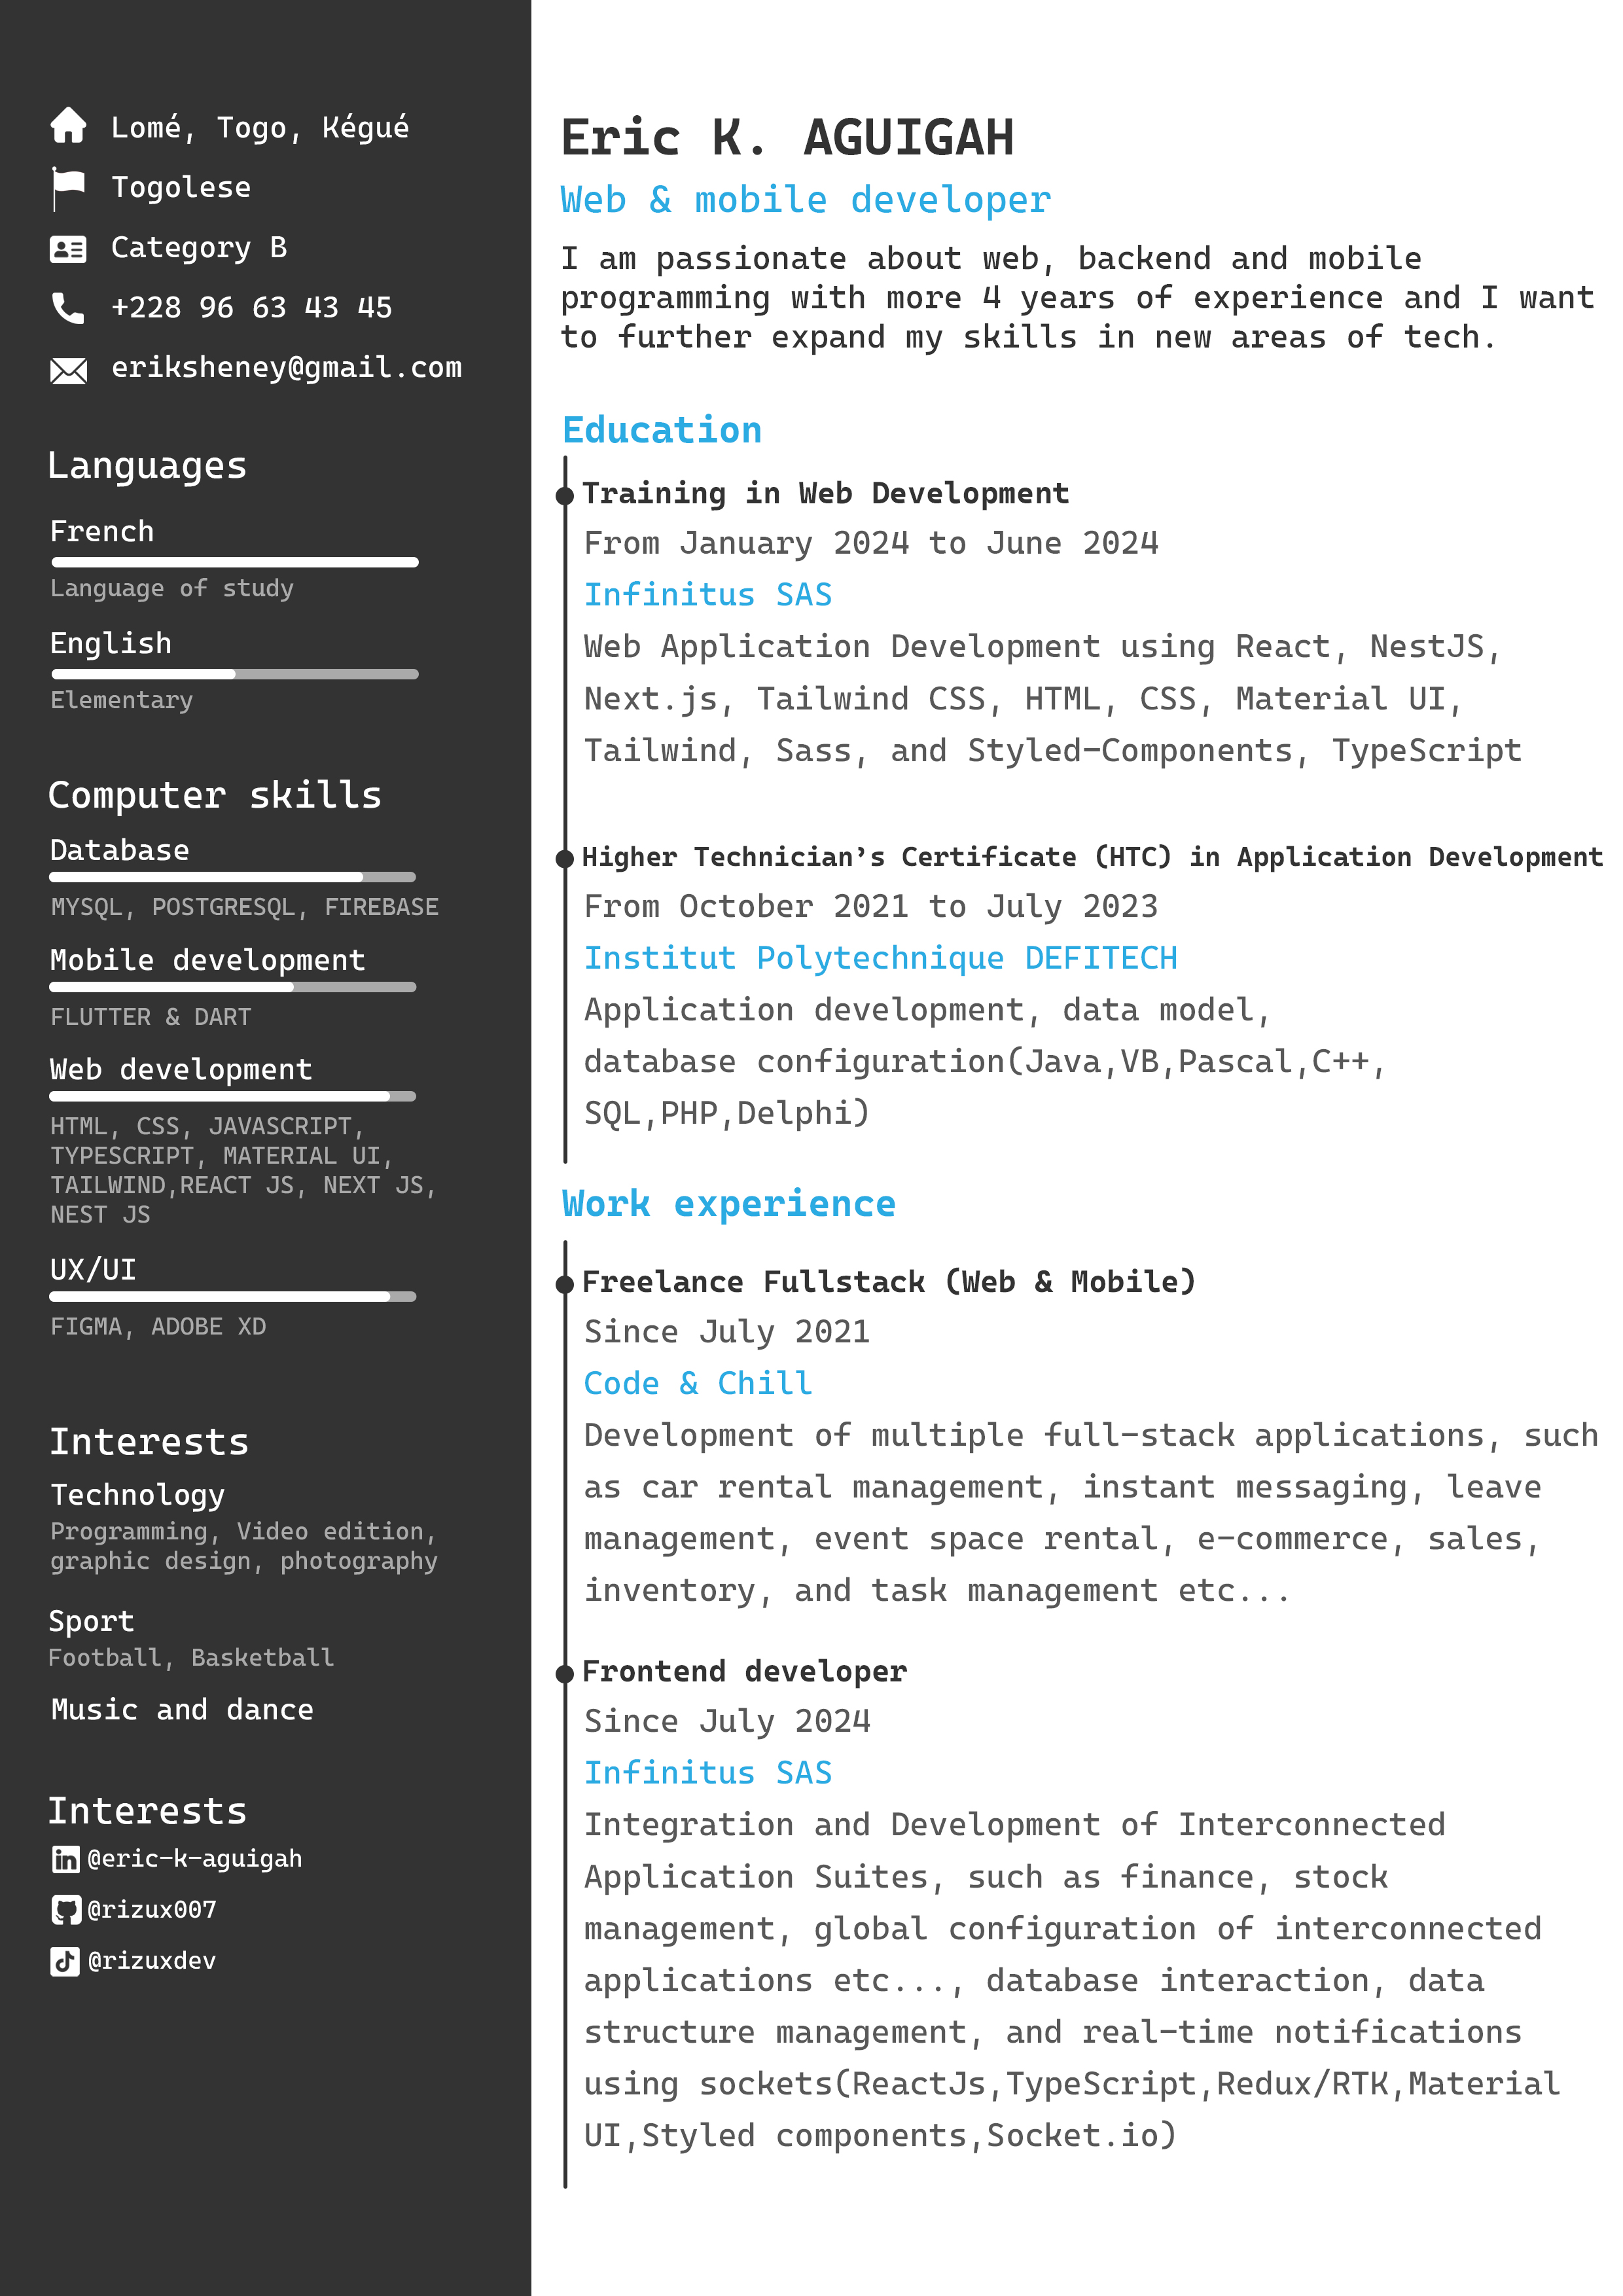 Lomé, Togo, Kégué
Togolese
Category B
+228 96 63 43 45
eriksheney@gmail.com
Languages
French
Language of study
English
Elementary
Computer skills
Database
MYSQL, POSTGRESQL, FIREBASE
Mobile development
FLUTTER & DART
Web development
HTML, CSS, JAVASCRIPT,
TYPESCRIPT, MATERIAL UI,
TAILWIND,REACT JS, NEXT JS,
NEST JS
UX/UI
FIGMA, ADOBE XD
Interests
Technology
Programming, Video edition,
graphic design, photography
Sport
Football, Basketball
Music and dance
Interests
@eric-k-aguigah
@rizux007
@rizuxdev
Eric K. AGUIGAH
Web & mobile developer
I am passionate about web, backend and mobile
programming with more 4 years of experience and I want
to further expand my skills in new areas of tech.
Education
Training in Web Development
From January 2024 to June 2024
Infinitus SAS
Web Application Development using React, NestJS,
Next.js, Tailwind CSS, HTML, CSS, Material UI,
Tailwind, Sass, and Styled-Components, TypeScript
Higher Technician’s Certificate (HTC) in Application Development
From October 2021 to July 2023
Institut Polytechnique DEFITECH
Application development, data model,
database configuration(Java,VB,Pascal,C++,
SQL,PHP,Delphi)
Work experience
Freelance Fullstack (Web & Mobile)
Since July 2021
Code & Chill
Development of multiple full-stack applications, such
as car rental management, instant messaging, leave
management, event space rental, e-commerce, sales,
inventory, and task management etc...
Frontend developer
Since July 2024
Infinitus SAS
Integration and Development of Interconnected
Application Suites, such as finance, stock
management, global configuration of interconnected
applications etc..., database interaction, data
structure management, and real-time notifications
using sockets(ReactJs,TypeScript,Redux/RTK,Material
UI,Styled components,Socket.io)